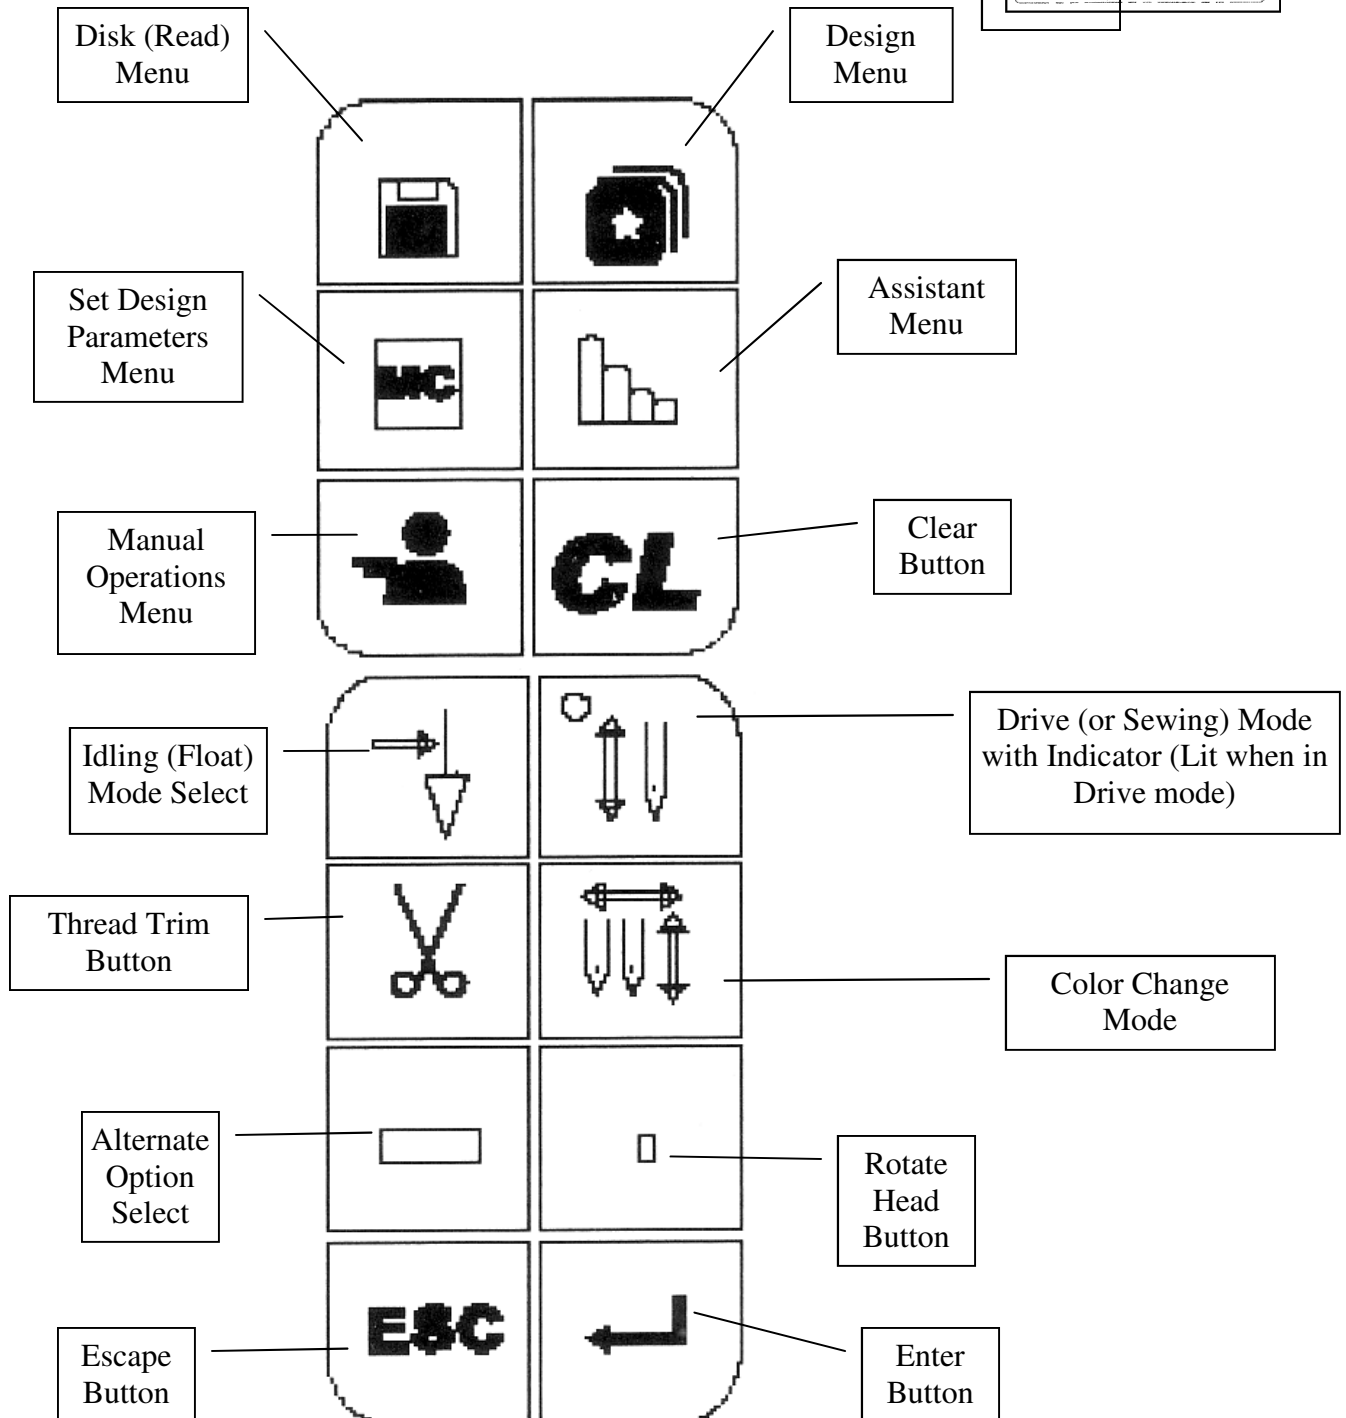 Disk (Read)
Menu
Design
Menu
Set Design
Parameters
Menu
MC
Assistant
Menu
Manual
Operations
Menu
CL
Clear
Button
Idling (Float)
Mode Select
Drive (or Sewing) Mode
with Indicator (Lit when in
Drive mode)
Thread Trim
Button
Color Change
Mode
Alternate
Option
Select
Rotate
Head
Button
ESC
Escape
Button
Enter
Button